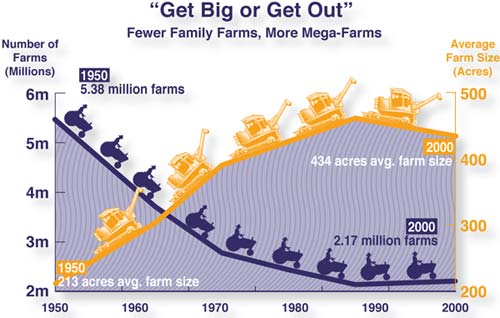 “Get Big or Get Out”
Fewer Family Farms, More Mega-Farms
Number of
Farms
(Millions)
Average
Farm Size
(Acres)
1950
5.38 million farms
6m
5m
4m
3m
2m
500
400
300
200
2000
434 acres avg. farm size
2000
2.17 million farms
1950
213 acres avg. farm size
1950
1960
1970
1980
1990
2000